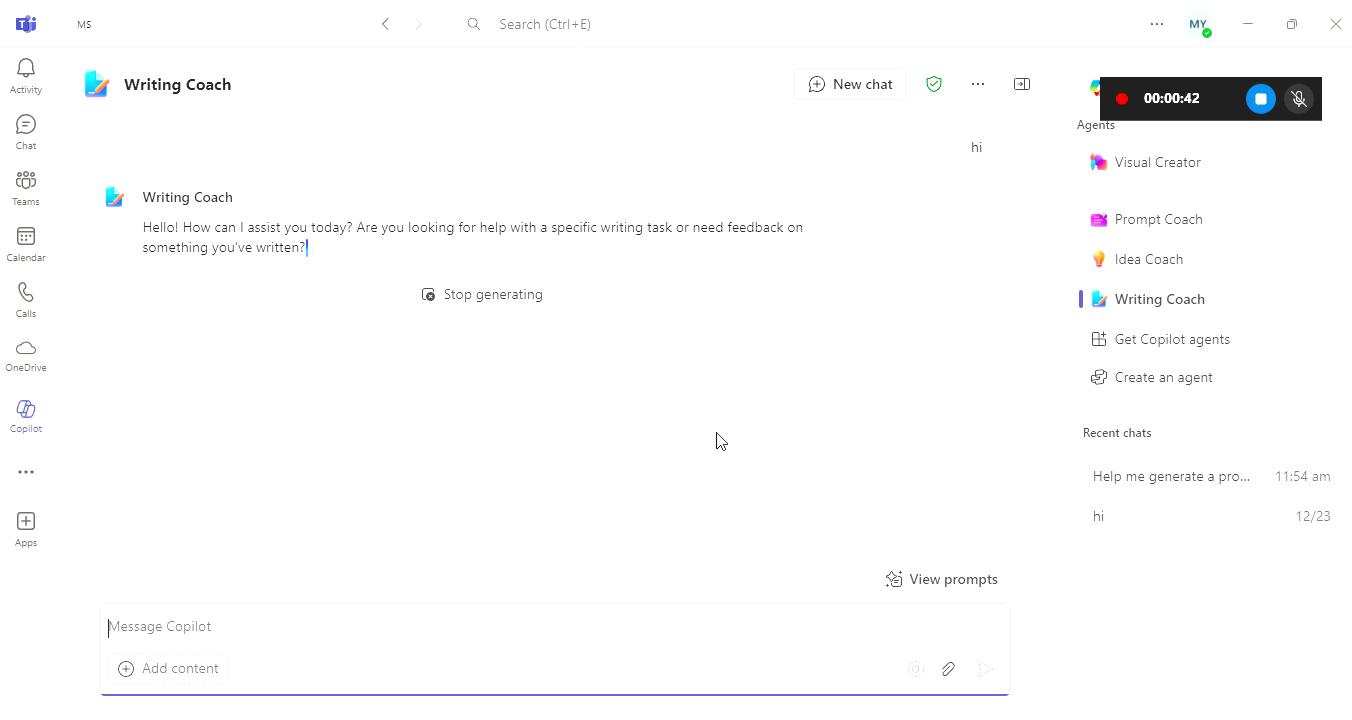 MS
Search (Ctrl+E)
MY
Activity
Chat
Teams
Calendar
Calls
OneDrive
Copilot
Apps
Writing Coach
New chat
hi
Writing Coach
Hello! How can I assist you today? Are you looking for help with a specific writing task or need feedback on
something you've written?
Stop generating
View prompts
Message Copilot
Add content
00:00:42
Agents
Visual Creator
Prompt Coach
Idea Coach
Writing Coach
Get Copilot agents
Create an agent
Recent chats
Help me generate a pro... 11:54 am
hi 12/23